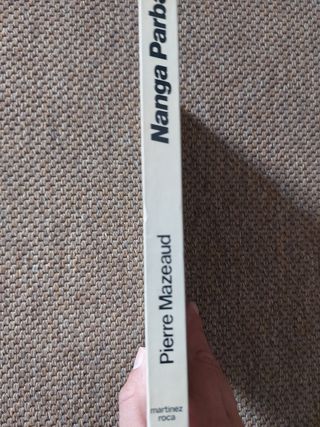 Nanga Parba
Pierre Mazeaud
martinez
roca